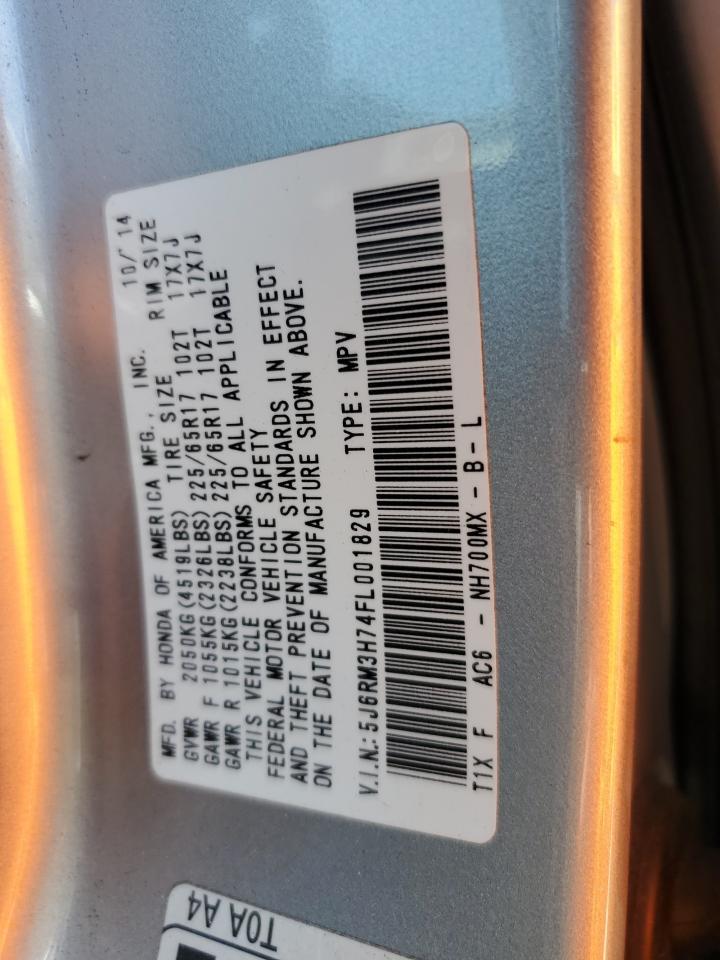 MFD. BY HONDA OF AMERICA MFG., INC. 10/'14
GVWR 2050KG(4519LBS) TIRE SIZE RIM SIZE
GAWR F 1055KG(2326LBS) 225/65R17 102T 17X7J
GAWR R 1015KG(2238LBS) 225/65R17 102T 17X7J
THIS VEHICLE CONFORMS TO ALL APPLICABLE
FEDERAL MOTOR VEHICLE SAFETY
AND THEFT PREVENTION STANDARDS IN EFFECT
ON THE DATE OF MANUFACTURE SHOWN ABOVE.
V.I.N.: 5J6RM3H74FL001829 TYPE: MPV
T1X F AC6 - NH700MX - B - L
T0A A4